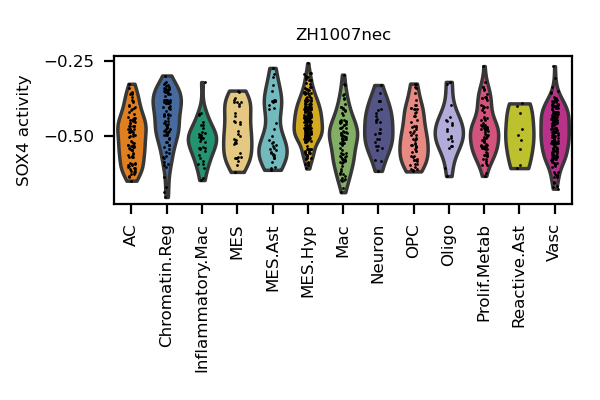 ZH1007nec
SOX4 activity
−0.25
−0.50
AC
Chromatin.Reg
Inflammatory.Mac
MES
MES.Ast
MES.Hyp
Mac
Neuron
OPC
Oligo
Prolif.Metab
Reactive.Ast
Vasc